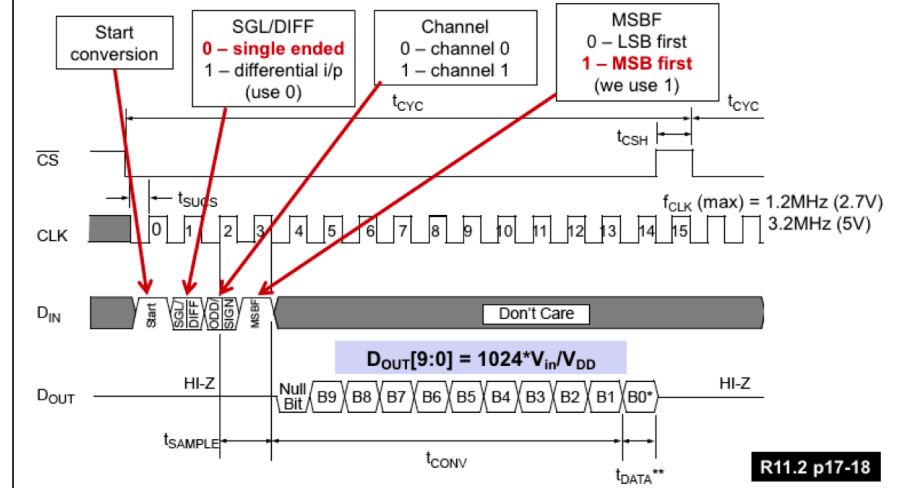 Start
conversion
SGL/DIFF
0 – single ended
1 – differential i/p
(use 0)
Channel
0 – channel 0
1 – channel 1
MSBF
0 – LSB first
1 – MSB first
(we use 1)
tCYC
tCYC
tCSH
CS
tSUCS
fCLK (max) = 1.2MHz (2.7V)
3.2MHz (5V)
CLK
0 1 2 3 4 5 6 7 8 9 10 11 12 13 14 15
DIN
Start
SGL/
DIFF
ODD/
SIGN
MSBF
Don't Care
DOUT[9:0] = 1024*Vin/VDD
DOUT
HI-Z
Null
Bit
B9 B8 B7 B6 B5 B4 B3 B2 B1 B0*
HI-Z
tSAMPLE
tCONV
tDATA**
R11.2 p17-18